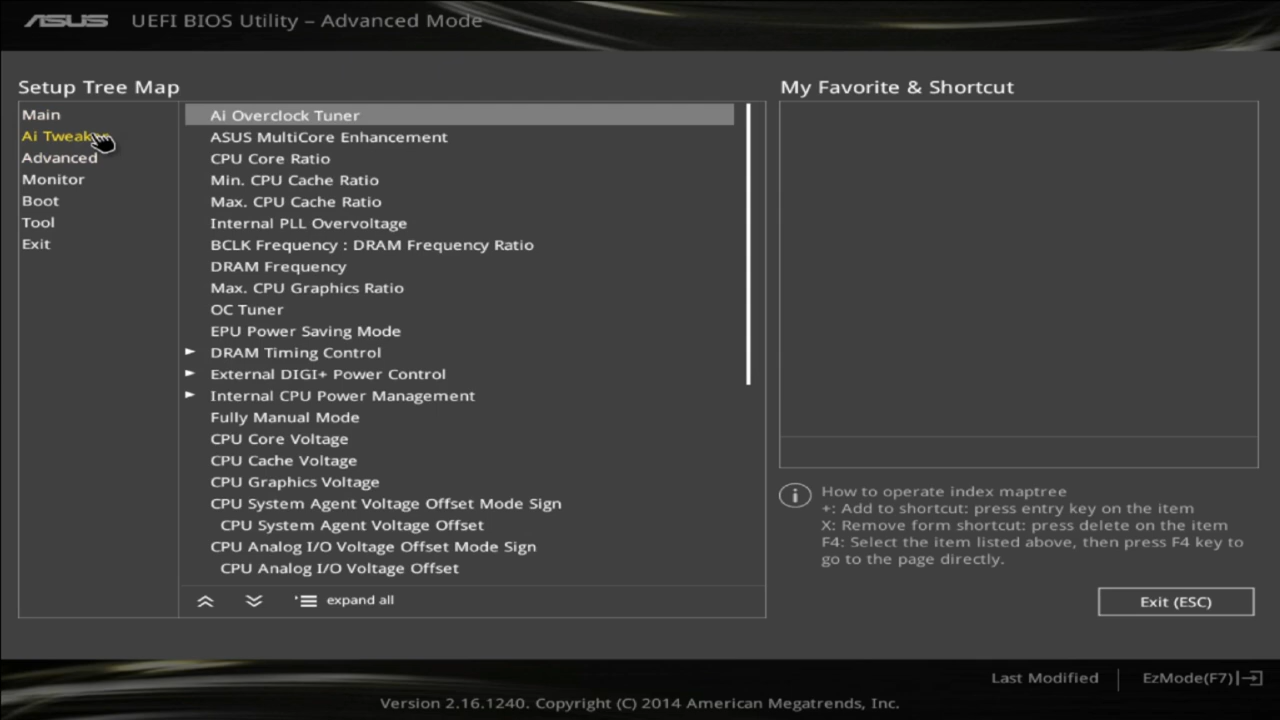 ASUS UEFI BIOS Utility – Advanced Mode
Setup Tree Map
Main
Ai Tweak
Advanced
Monitor
Boot
Tool
Exit
Ai Overclock Tuner
ASUS MultiCore Enhancement
CPU Core Ratio
Min. CPU Cache Ratio
Max. CPU Cache Ratio
Internal PLL Overvoltage
BCLK Frequency : DRAM Frequency Ratio
DRAM Frequency
Max. CPU Graphics Ratio
OC Tuner
EPU Power Saving Mode
DRAM Timing Control
External DIGI+ Power Control
Internal CPU Power Management
Fully Manual Mode
CPU Core Voltage
CPU Cache Voltage
CPU Graphics Voltage
CPU System Agent Voltage Offset Mode Sign
CPU System Agent Voltage Offset
CPU Analog I/O Voltage Offset Mode Sign
CPU Analog I/O Voltage Offset
expand all
My Favorite & Shortcut
How to operate index maptree
+: Add to shortcut: press entry key on the item
X: Remove form shortcut: press delete on the item
F4: Select the item listed above, then press F4 key to
go to the page directly.
Exit (ESC)
Last Modified
EzMode(F7)
Version 2.16.1240. Copyright (C) 2014 American Megatrends, Inc.